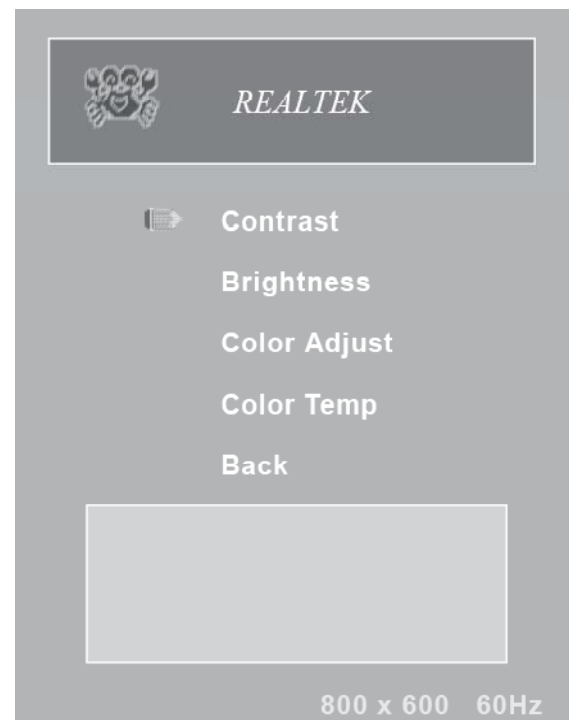 REALTEK
Contrast
Brightness
Color Adjust
Color Temp
Back
800 x 600 60Hz